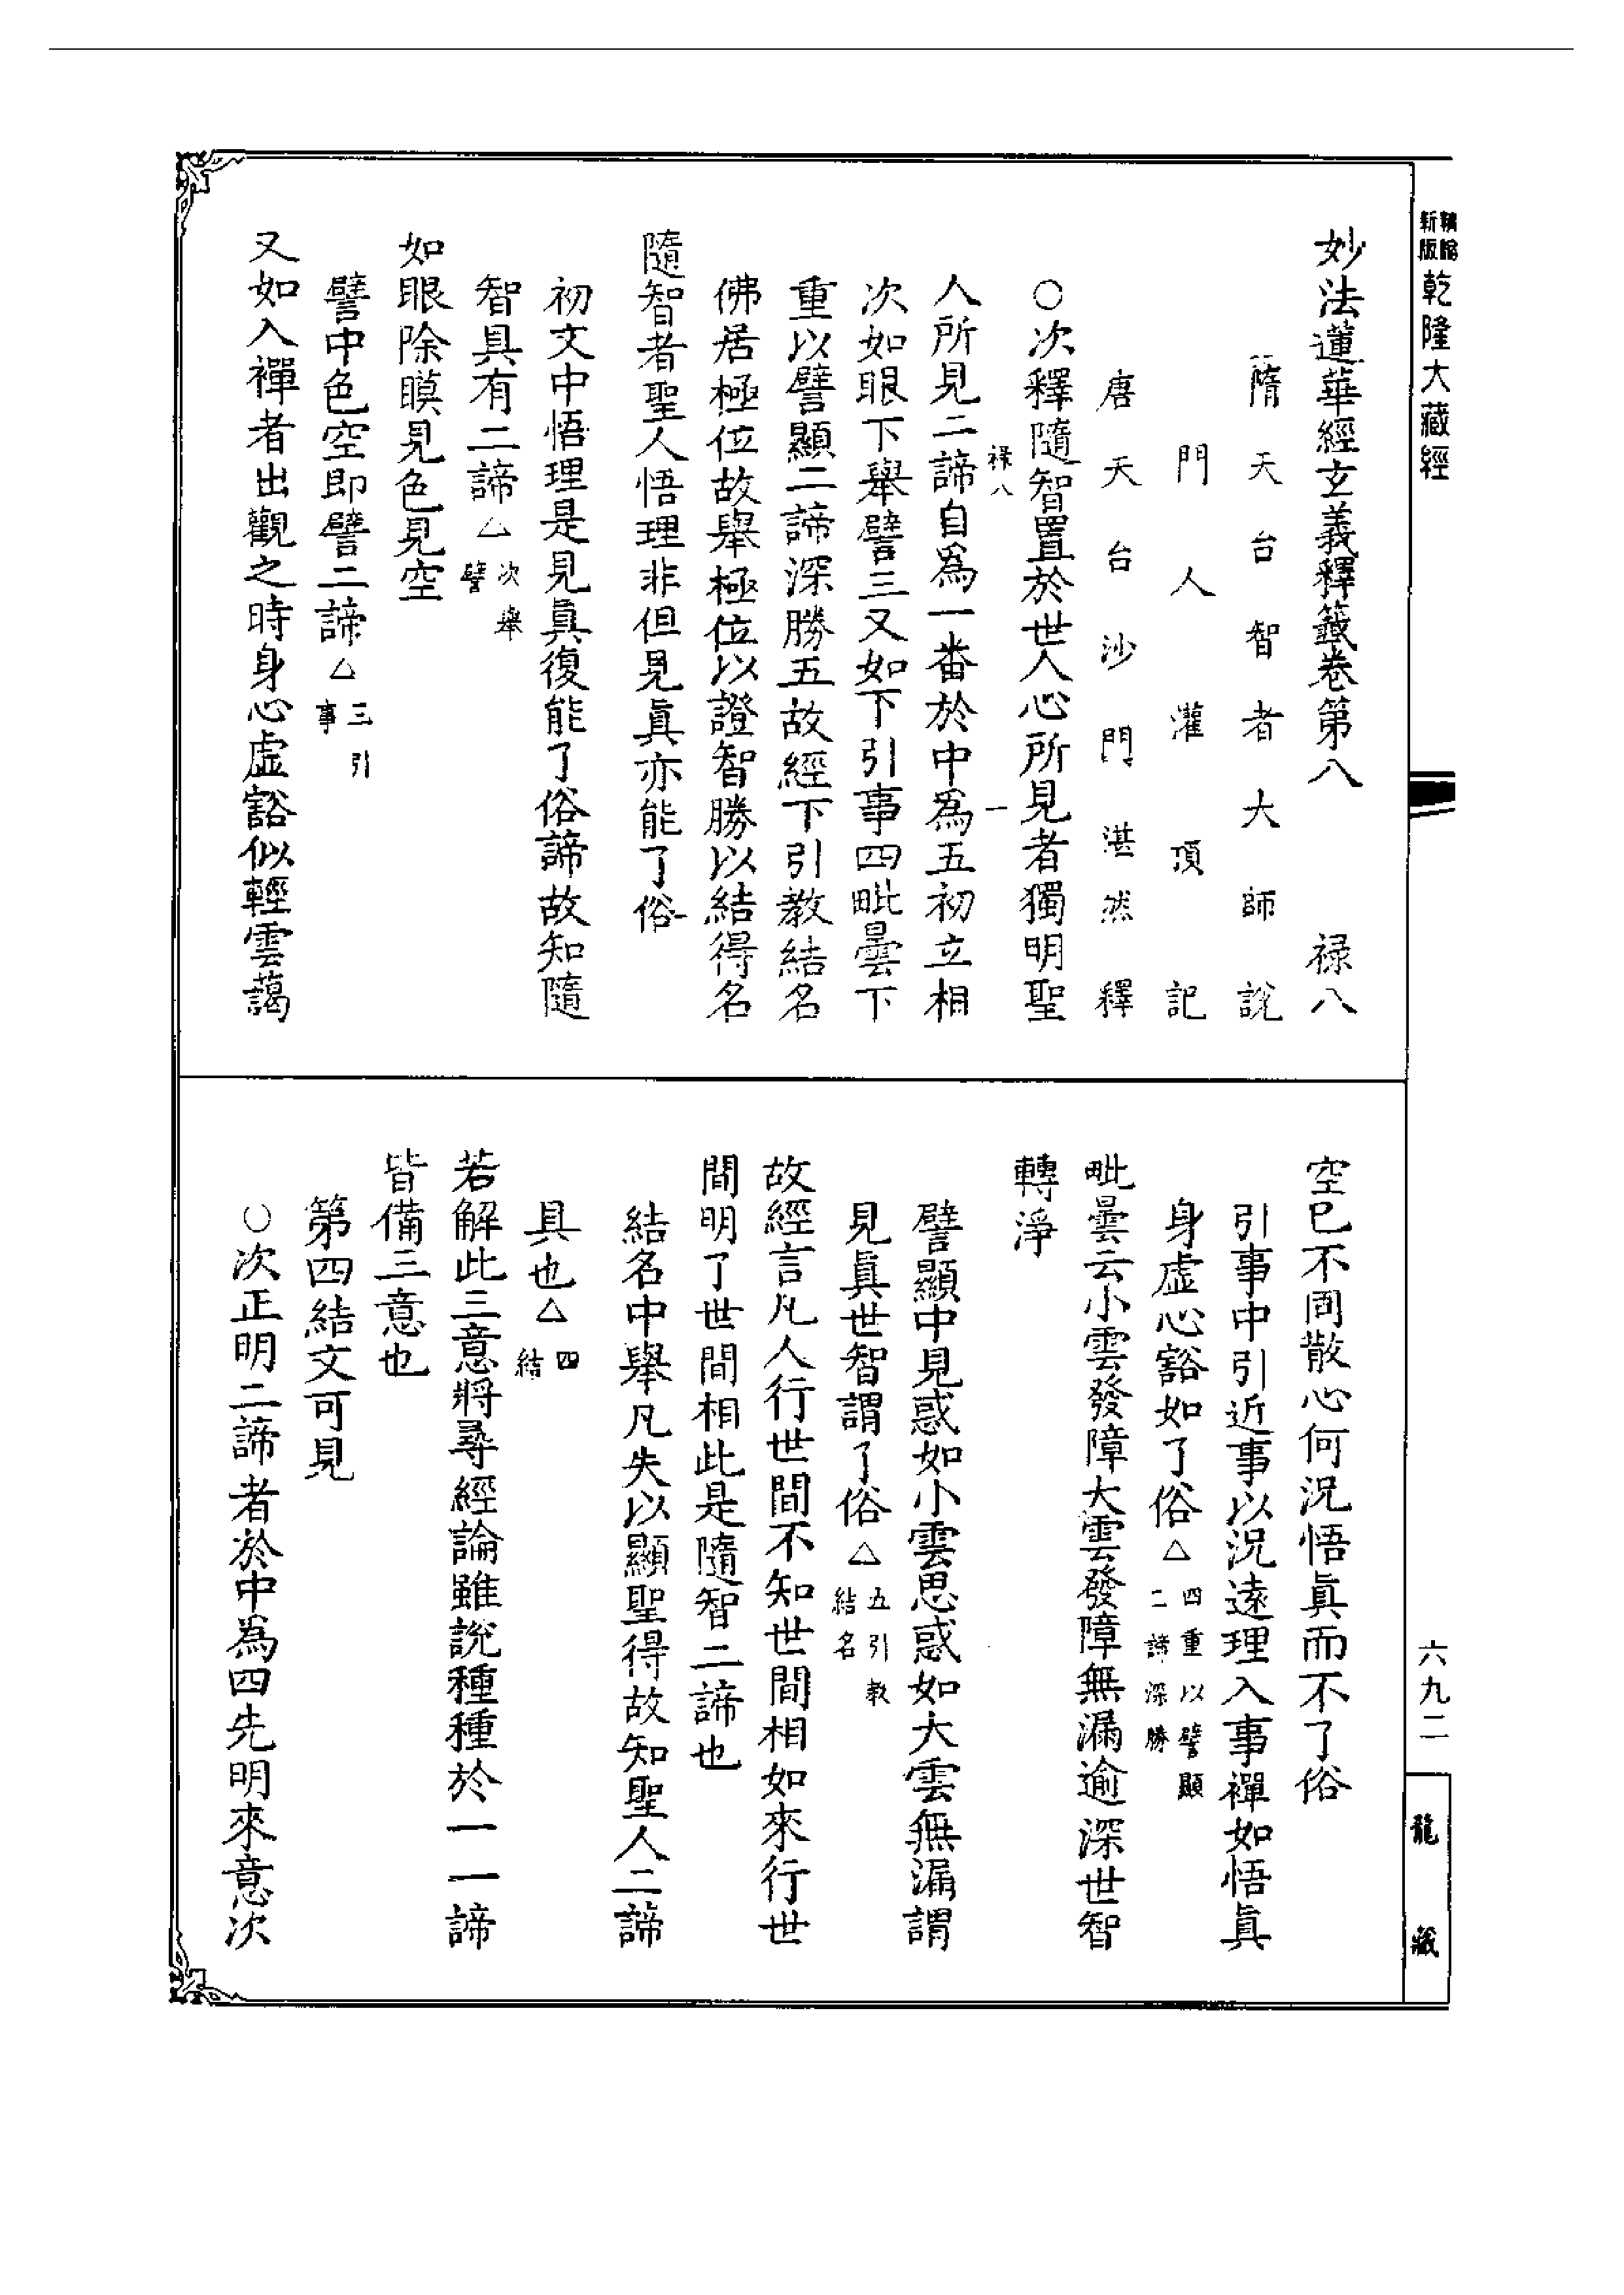 新版 精縮 乾隆大藏經
妙法蓮華經玄義釋籤卷第八 禄八
隋天台智者大師說
門人灌頂記
唐天台沙門湛然釋
○次釋隨智置於世人心所見者獨明聖
禄八 一
人所見二諦自爲一番於中爲五初立相
次如眼下舉譬三又如下引事四毗曇下
重以譬顯二諦深勝五故經下引教結名
佛居極位故舉極位以證智勝以結得名
隨智者聖人悟理非但見眞亦能了俗
初文中悟理是見眞復能了俗諦故知隨
智具有二諦△次舉譬
如眼除瞙見色見空
譬中色空即譬二諦△三引事
又如入禪者出觀之時身心虛豁似輕雲藹
空已不同散心何況悟眞而不了俗
引事中引近事以況遠理入事禪如悟眞
身虛心豁如了俗△四重以譬顯二諦深勝
毗曇云小雲發障大雲發障無漏逾深世智
轉淨
譬顯中見惑如小雲思惑如大雲無漏謂
見眞世智謂了俗△五引教結名
故經言凡人行世間不知世間相如來行世
間明了世間相此是隨智二諦也
結名中舉凡失以顯聖得故知聖人二諦
具也△四結
若解此三意將尋經論雖說種種於一一諦
皆備三意也
第四結文可見
○次正明二諦者於中為四先明來意次
六九二
龍藏